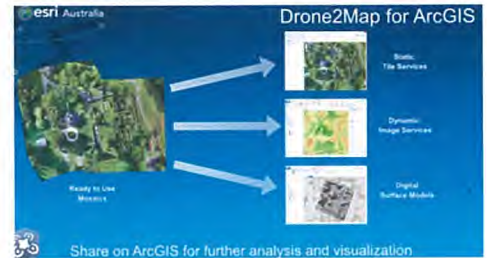 esri Australia
Drone2Map for ArcGIS
Static
Tile Services
Dynamic
Image Services
Ready to Use
Mosaics
Digital
Surface Models
Share on ArcGIS for further analysis and visualization